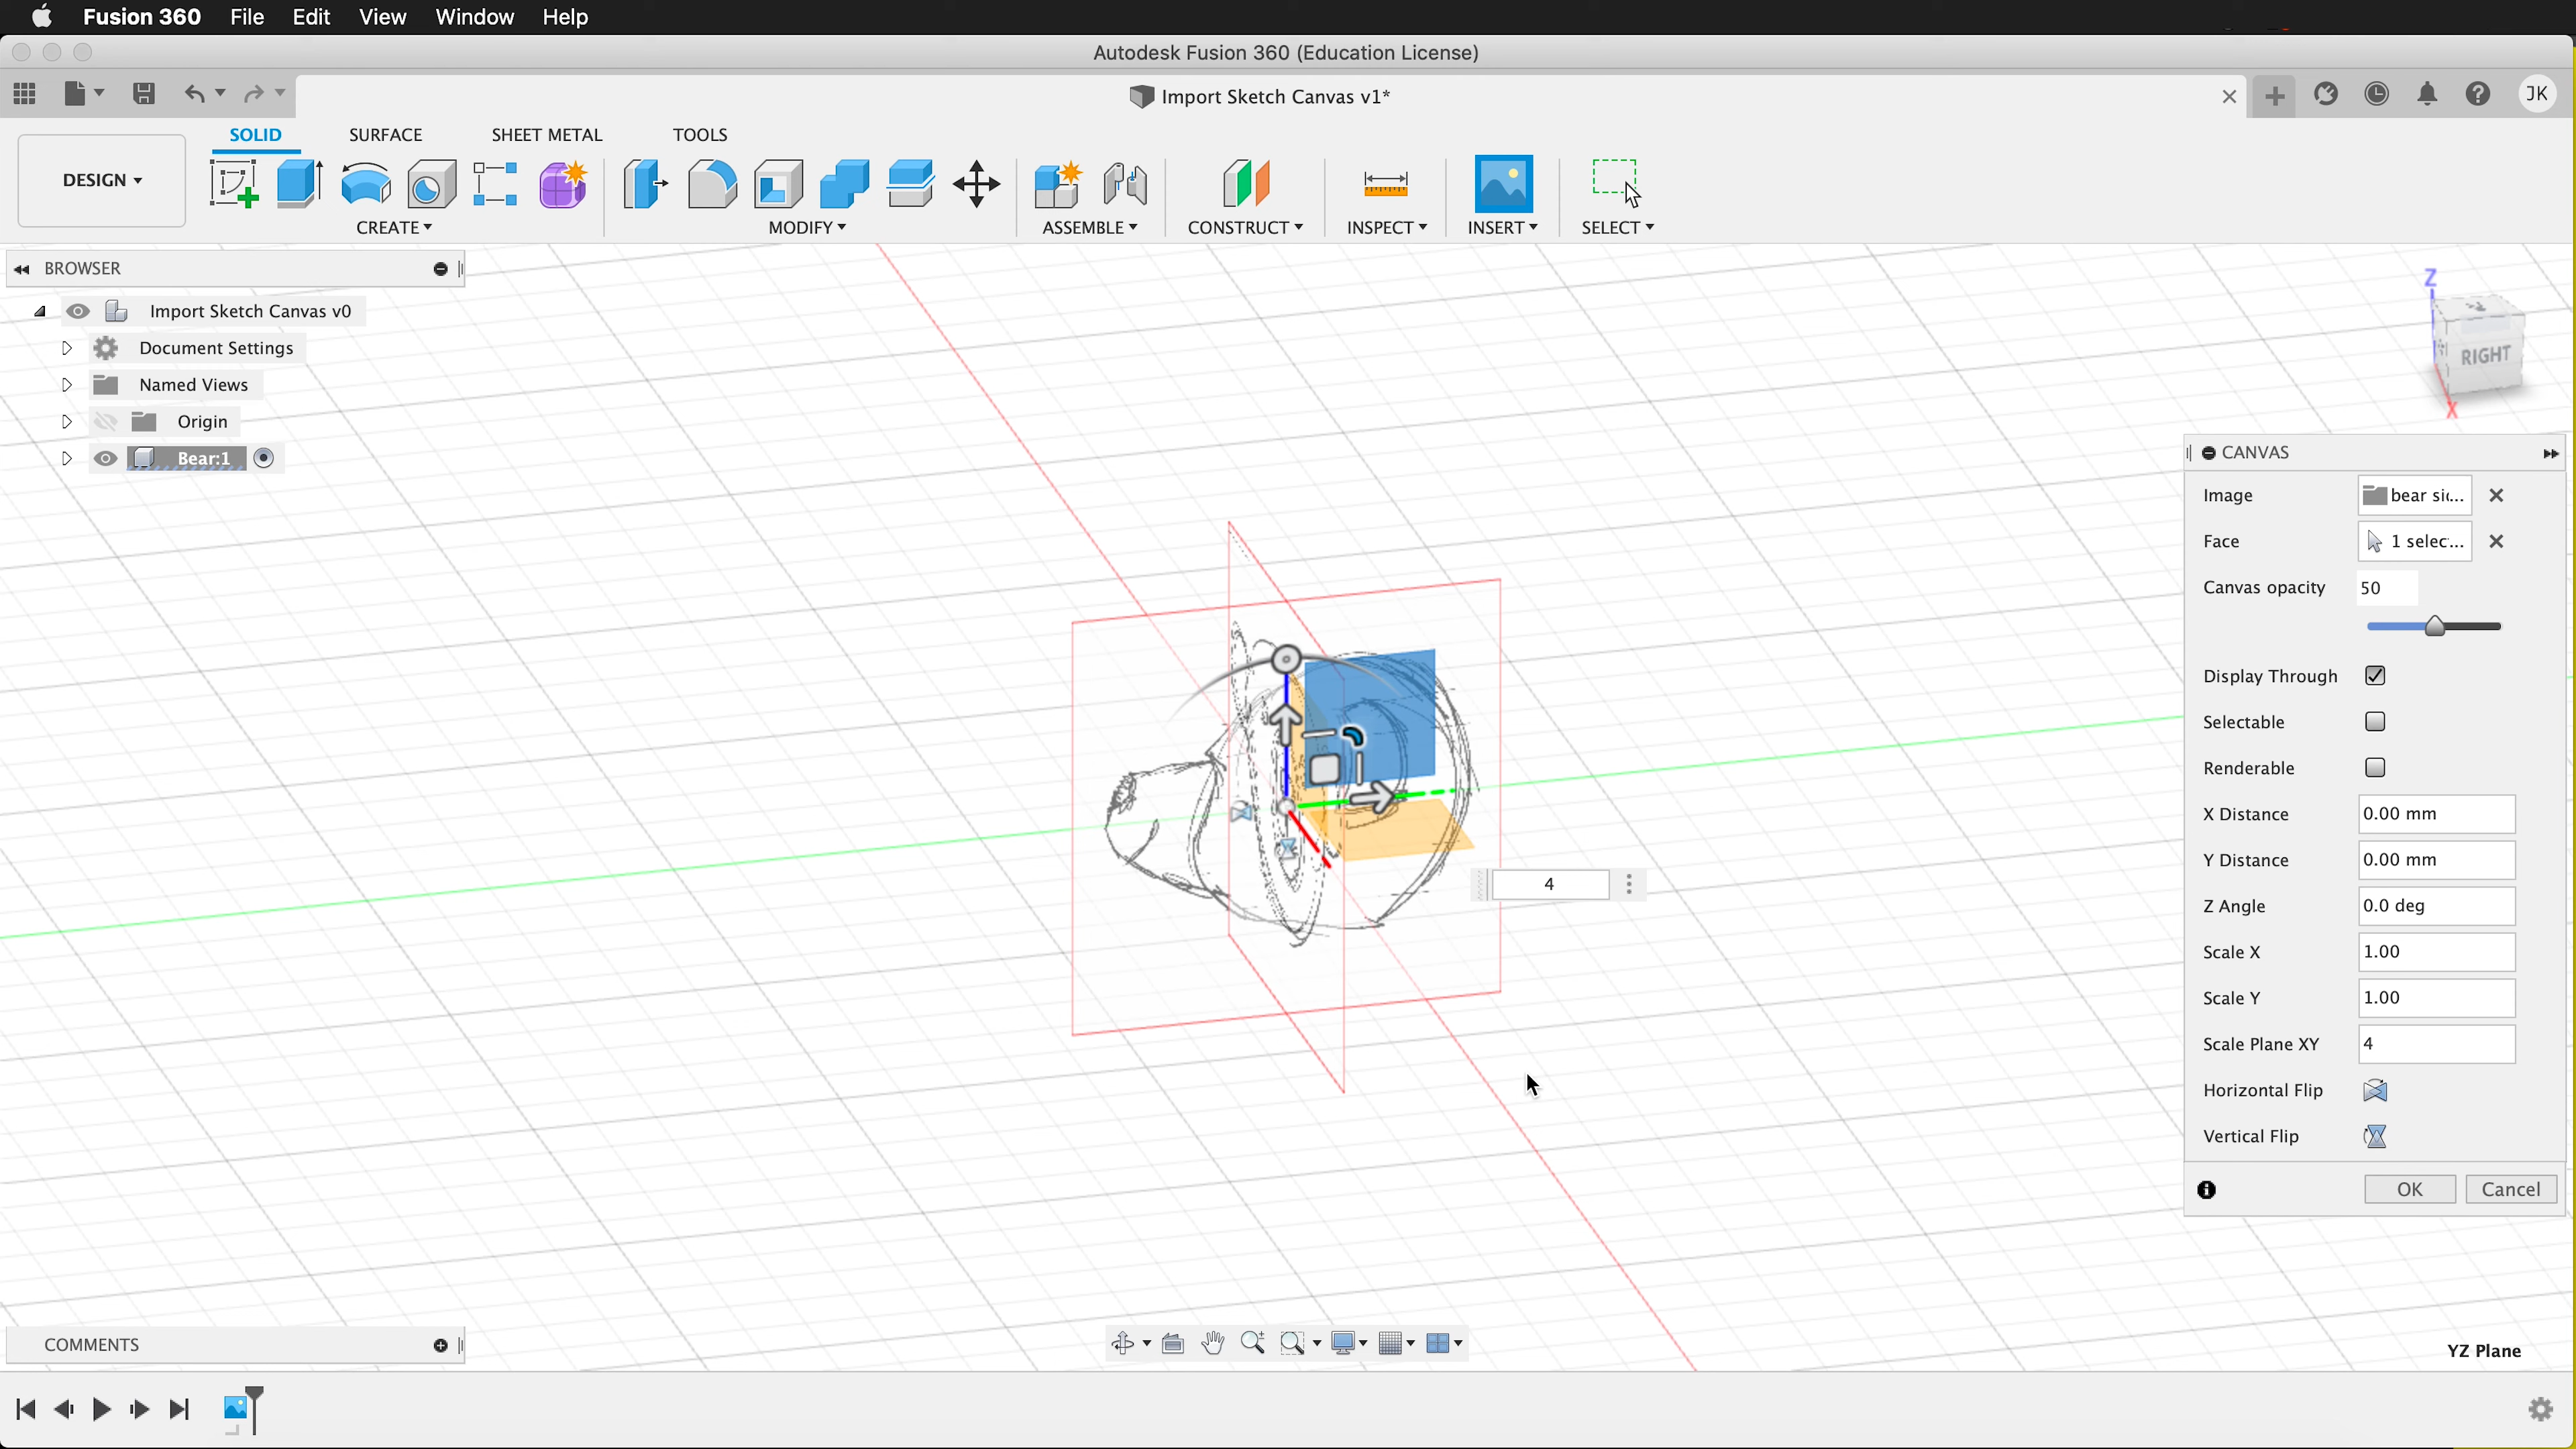 Fusion 360 File Edit View Window Help
Autodesk Fusion 360 (Education License)
Import Sketch Canvas v1*
JK
SOLID SURFACE SHEET METAL TOOLS
DESIGN
CREATE MODIFY ASSEMBLE CONSTRUCT INSPECT INSERT SELECT
BROWSER
Import Sketch Canvas v0
Document Settings
Named Views
Origin
Bear:1
Z
RIGHT
X
CANVAS
Image bear si...
Face 1 selec...
Canvas opacity 50
Display Through
Selectable
Renderable
X Distance 0.00 mm
Y Distance 0.00 mm
Z Angle 0.0 deg
Scale X 1.00
Scale Y 1.00
Scale Plane XY 4
Horizontal Flip
Vertical Flip
OK Cancel
4
COMMENTS
YZ Plane